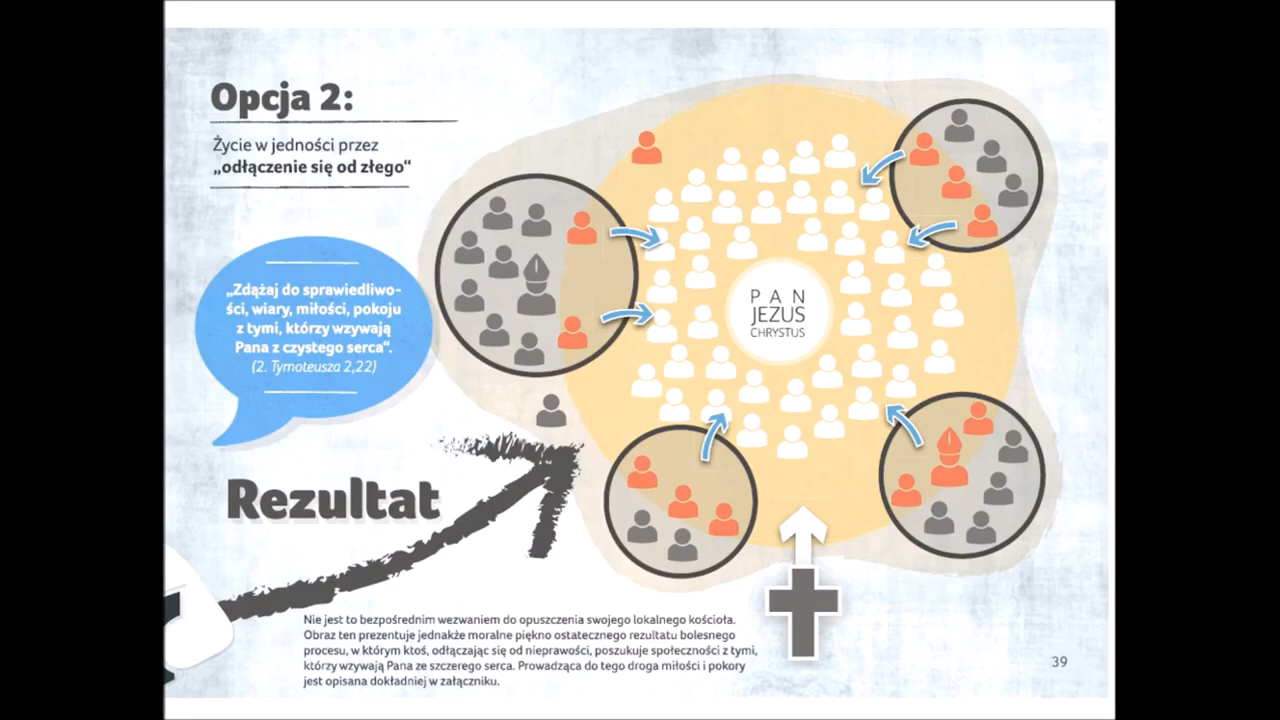 Opcja 2:
Życie w jedności przez
„odłączenie się od złego“
„Zdążaj do sprawiedliwo-
ści, wiary, miłości, pokoju
z tymi, którzy wzywają
Pana z czystego serca“.
(2. Tymoteusza 2,22)
PAN
JEZUS
CHRYSTUS
Rezultat
Nie jest to bezpośrednim wezwaniem do opuszczenia swojego lokalnego kościoła.
Obraz ten prezentuje jednakże moralne piękno ostatecznego rezultatu bolesnego
procesu, w którym ktoś, odłączając się od nieprawości, poszukuje społeczności z tymi,
którzy wzywają Pana ze szczerego serca. Prowadząca do tego droga miłości i pokory
jest opisana dokładniej w załączniku.
39